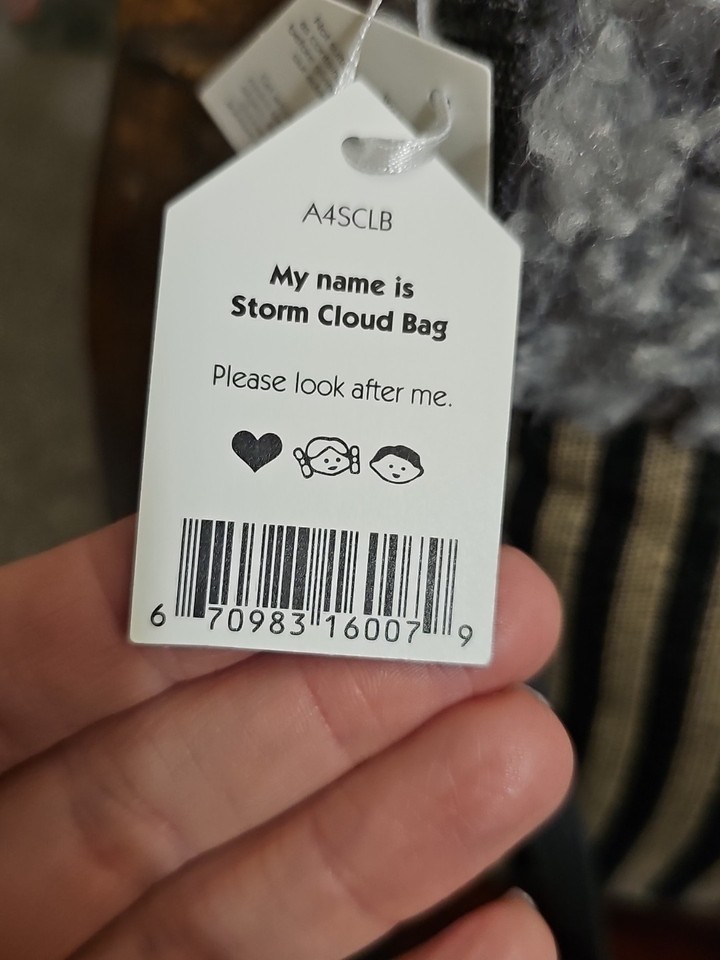 A4SCLB
My name is
Storm Cloud Bag
Please look after me.
6 70983 16007 9